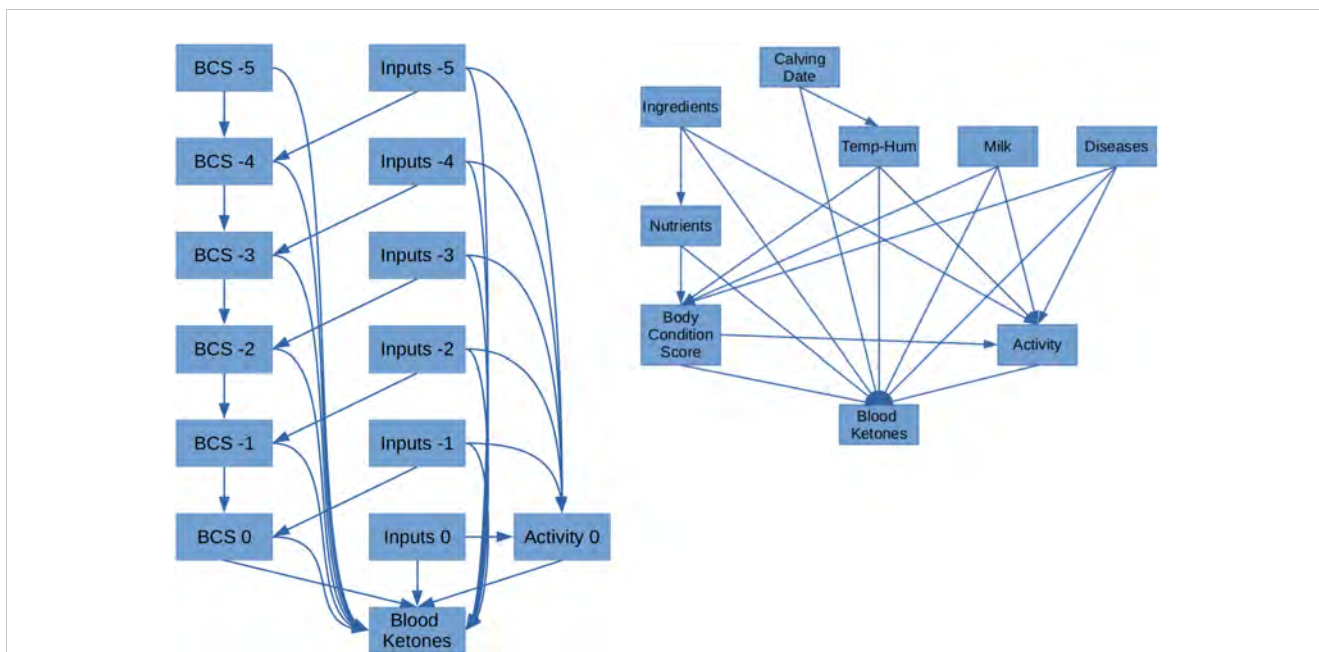 BCS -5
Inputs -5
BCS -4
Inputs -4
BCS -3
Inputs -3
BCS -2
Inputs -2
BCS -1
Inputs -1
BCS 0
Inputs 0
Activity 0
Blood
Ketones
Calving
Date
Ingredients
Temp-Hum
Milk
Diseases
Nutrients
Body
Condition
Score
Activity
Blood
Ketones